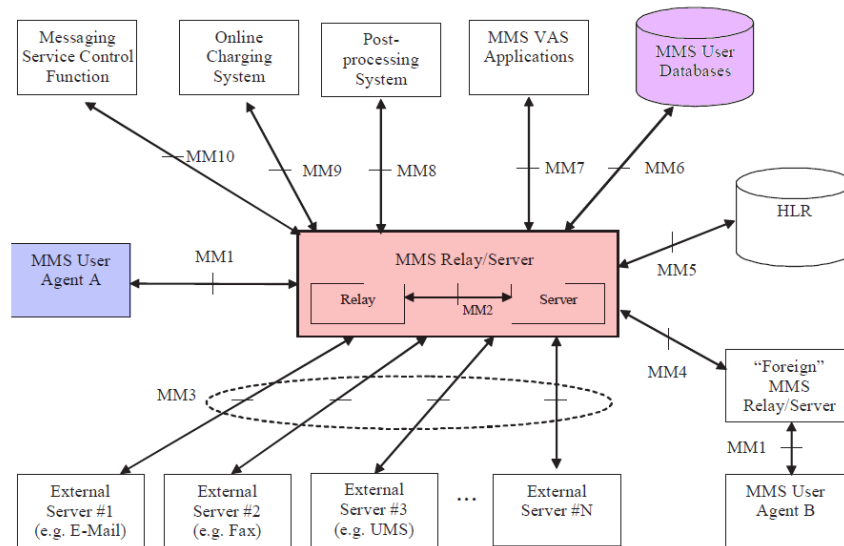 Messaging
Service Control
Function
Online
Charging
System
Post-
processing
System
MMS VAS
Applications
MMS User
Databases
MM10
MM9
MM8
MM7
MM6
HLR
MMS User
Agent A
MM1
MMS Relay/Server
Relay
MM2
Server
MM5
MM4
"Foreign"
MMS
Relay/Server
MM3
MM1
External
Server #1
(e.g. E-Mail)
External
Server #2
(e.g. Fax)
External
Server #3
(e.g. UMS)
...
External
Server #N
MMS User
Agent B